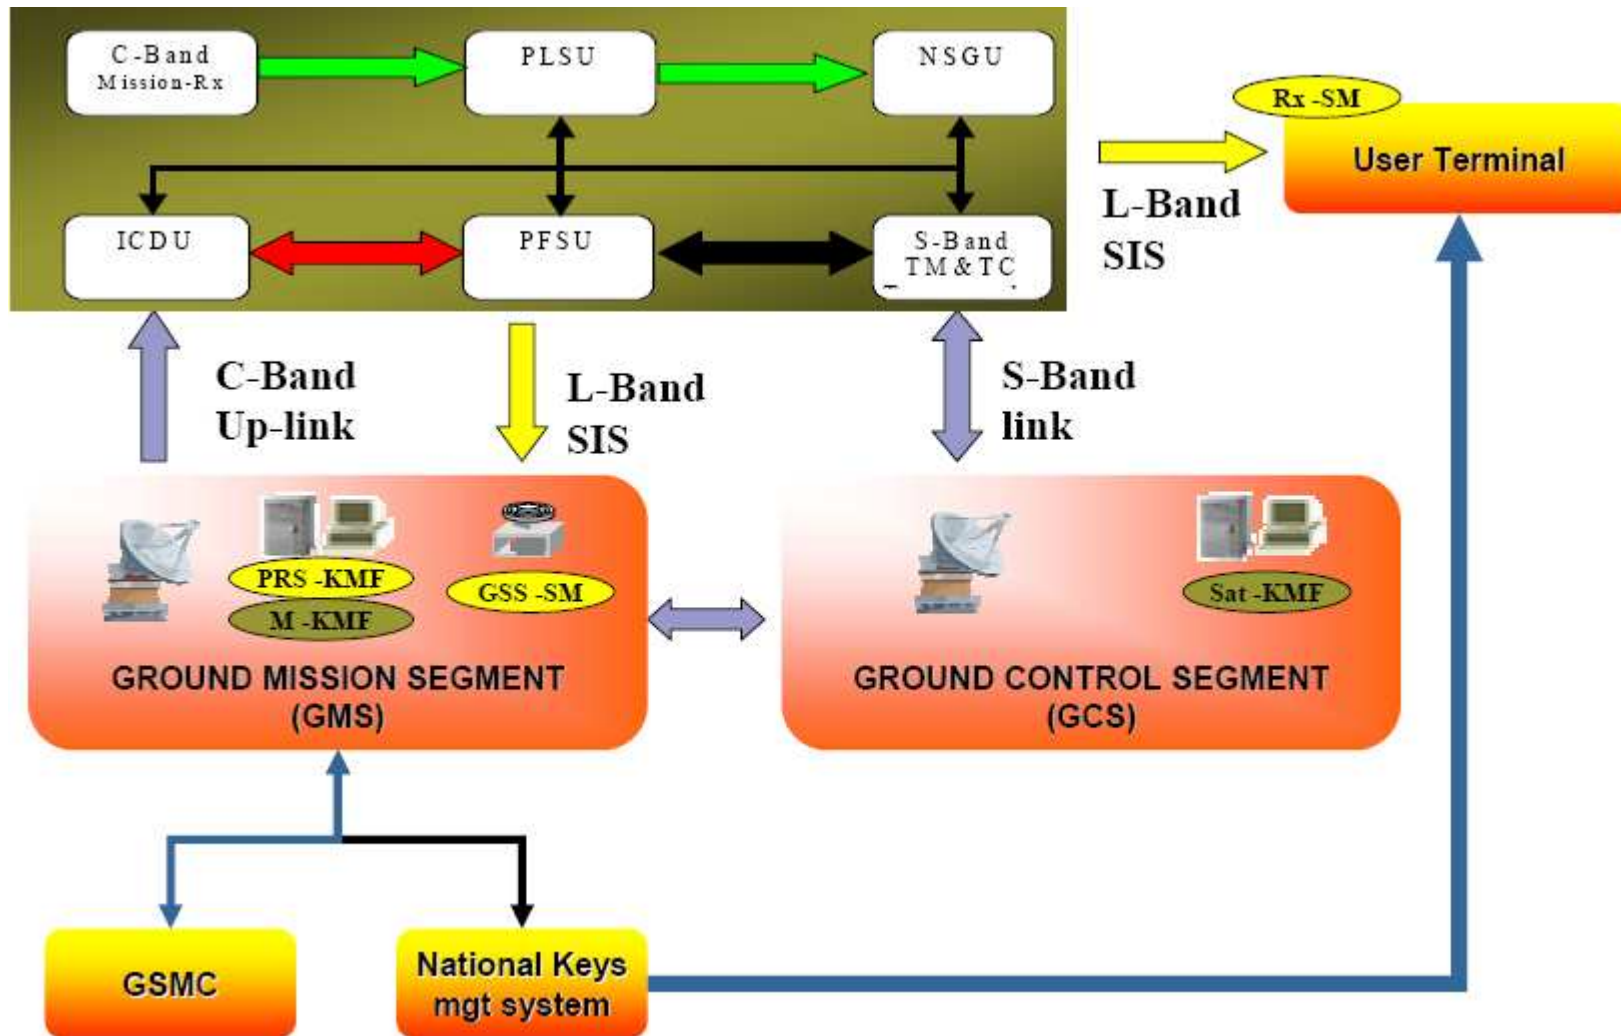 C-Band
Mission-Rx
PLSU
NSGU
Rx -SM
User Terminal
ICDU
PFSU
S-Band
TM&TC
L-Band
SIS
C-Band
Up-link
L-Band
SIS
S-Band
link
PRS -KMF
M -KMF
GSS -SM
Sat -KMF
GROUND MISSION SEGMENT
(GMS)
GROUND CONTROL SEGMENT
(GCS)
GSMC
National Keys
mgt system